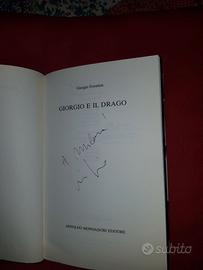 Giorgio Forattini
GIORGIO E IL DRAGO
A
ARNOLDO MONDADORI EDITORE
subito